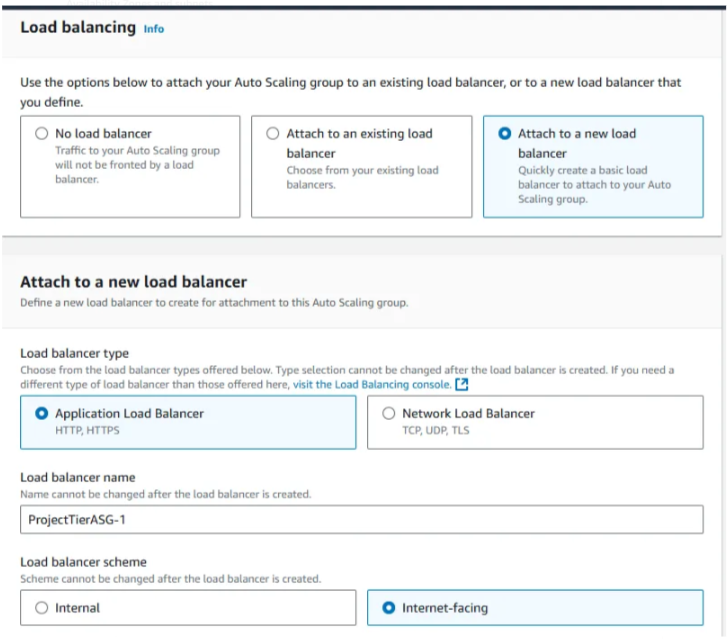 Load balancing Info
Use the options below to attach your Auto Scaling group to an existing load balancer, or to a new load balancer that
you define.
No load balancer
Traffic to your Auto Scaling group
will not be fronted by a load
balancer.
Attach to an existing load
balancer
Choose from your existing load
balancers.
Attach to a new load
balancer
Quickly create a basic load
balancer to attach to your Auto
Scaling group.
Attach to a new load balancer
Define a new load balancer to create for attachment to this Auto Scaling group.
Load balancer type
Choose from the load balancer types offered below. Type selection cannot be changed after the load balancer is created. If you need a
different type of load balancer than those offered here, visit the Load Balancing console.
Application Load Balancer
HTTP, HTTPS
Network Load Balancer
TCP, UDP, TLS
Load balancer name
Name cannot be changed after the load balancer is created.
ProjectTierASG-1
Load balancer scheme
Scheme cannot be changed after the load balancer is created.
Internal
Internet-facing